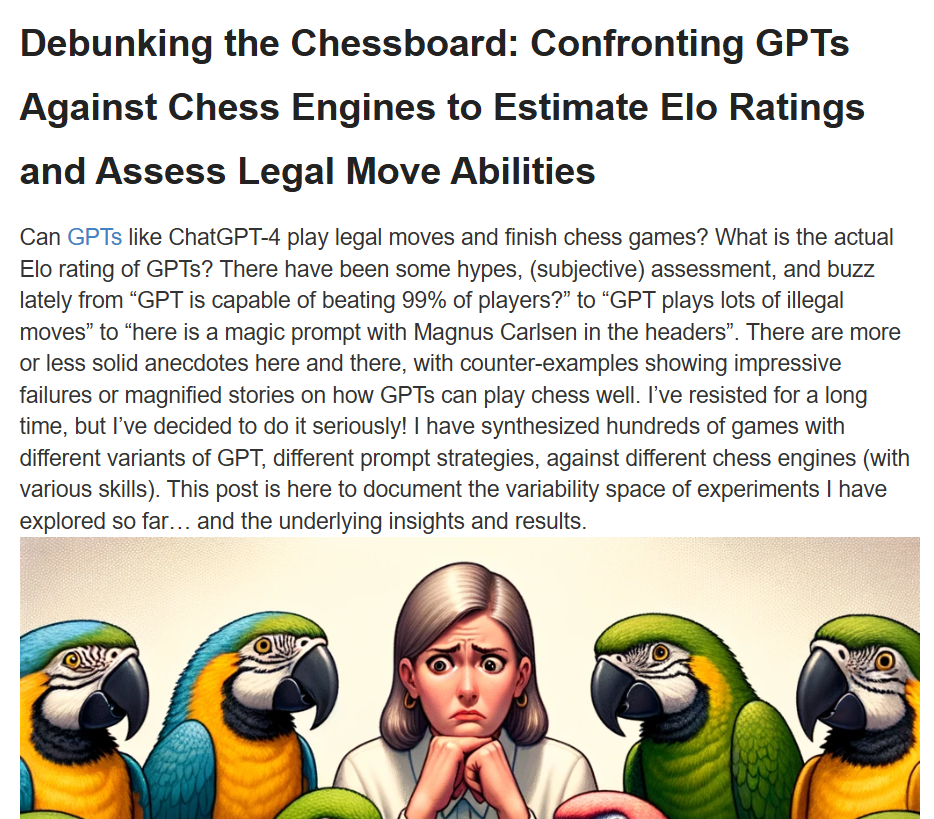 Debunking the Chessboard: Confronting GPTs
Against Chess Engines to Estimate Elo Ratings
and Assess Legal Move Abilities
Can GPTs like ChatGPT-4 play legal moves and finish chess games? What is the actual
Elo rating of GPTs? There have been some hypes, (subjective) assessment, and buzz
lately from “GPT is capable of beating 99% of players?” to “GPT plays lots of illegal
moves” to “here is a magic prompt with Magnus Carlsen in the headers”. There are more
or less solid anecdotes here and there, with counter-examples showing impressive
failures or magnified stories on how GPTs can play chess well. I’ve resisted for a long
time, but I’ve decided to do it seriously! I have synthesized hundreds of games with
different variants of GPT, different prompt strategies, against different chess engines (with
various skills). This post is here to document the variability space of experiments I have
explored so far… and the underlying insights and results.